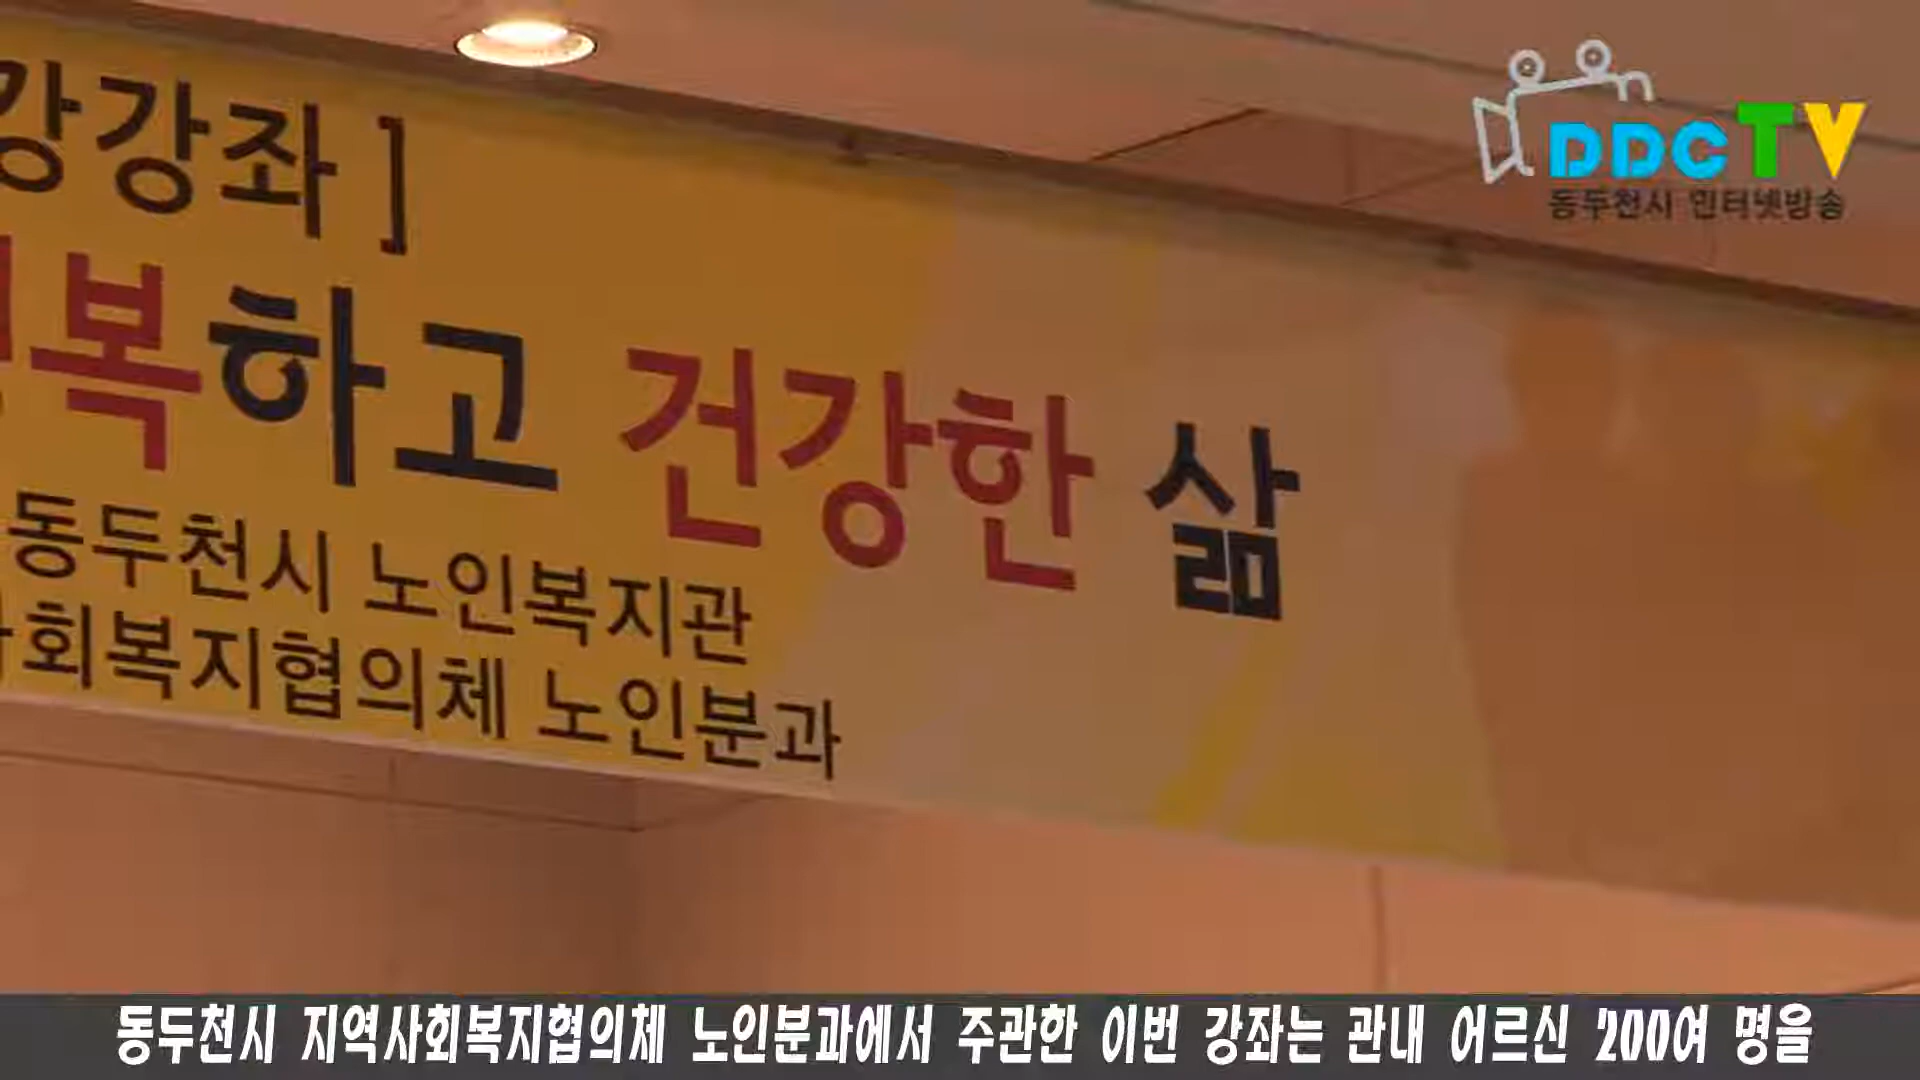 강강좌 ]
복하고 건강한 삶
동두천시 노인복지관
회복지협의체 노인분과
DDCTV
동두천시 인터넷방송
동두천시 지역사회복지협의체 노인분과에서 주관한 이번 강좌는 관내 어르신 200여 명을